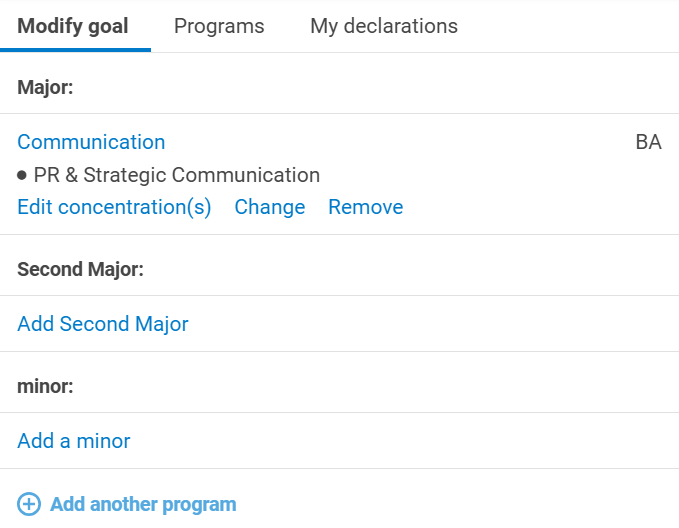 Modify goal Programs My declarations
Major:
Communication BA
● PR & Strategic Communication
Edit concentration(s) Change Remove
Second Major:
Add Second Major
minor:
Add a minor
Add another program